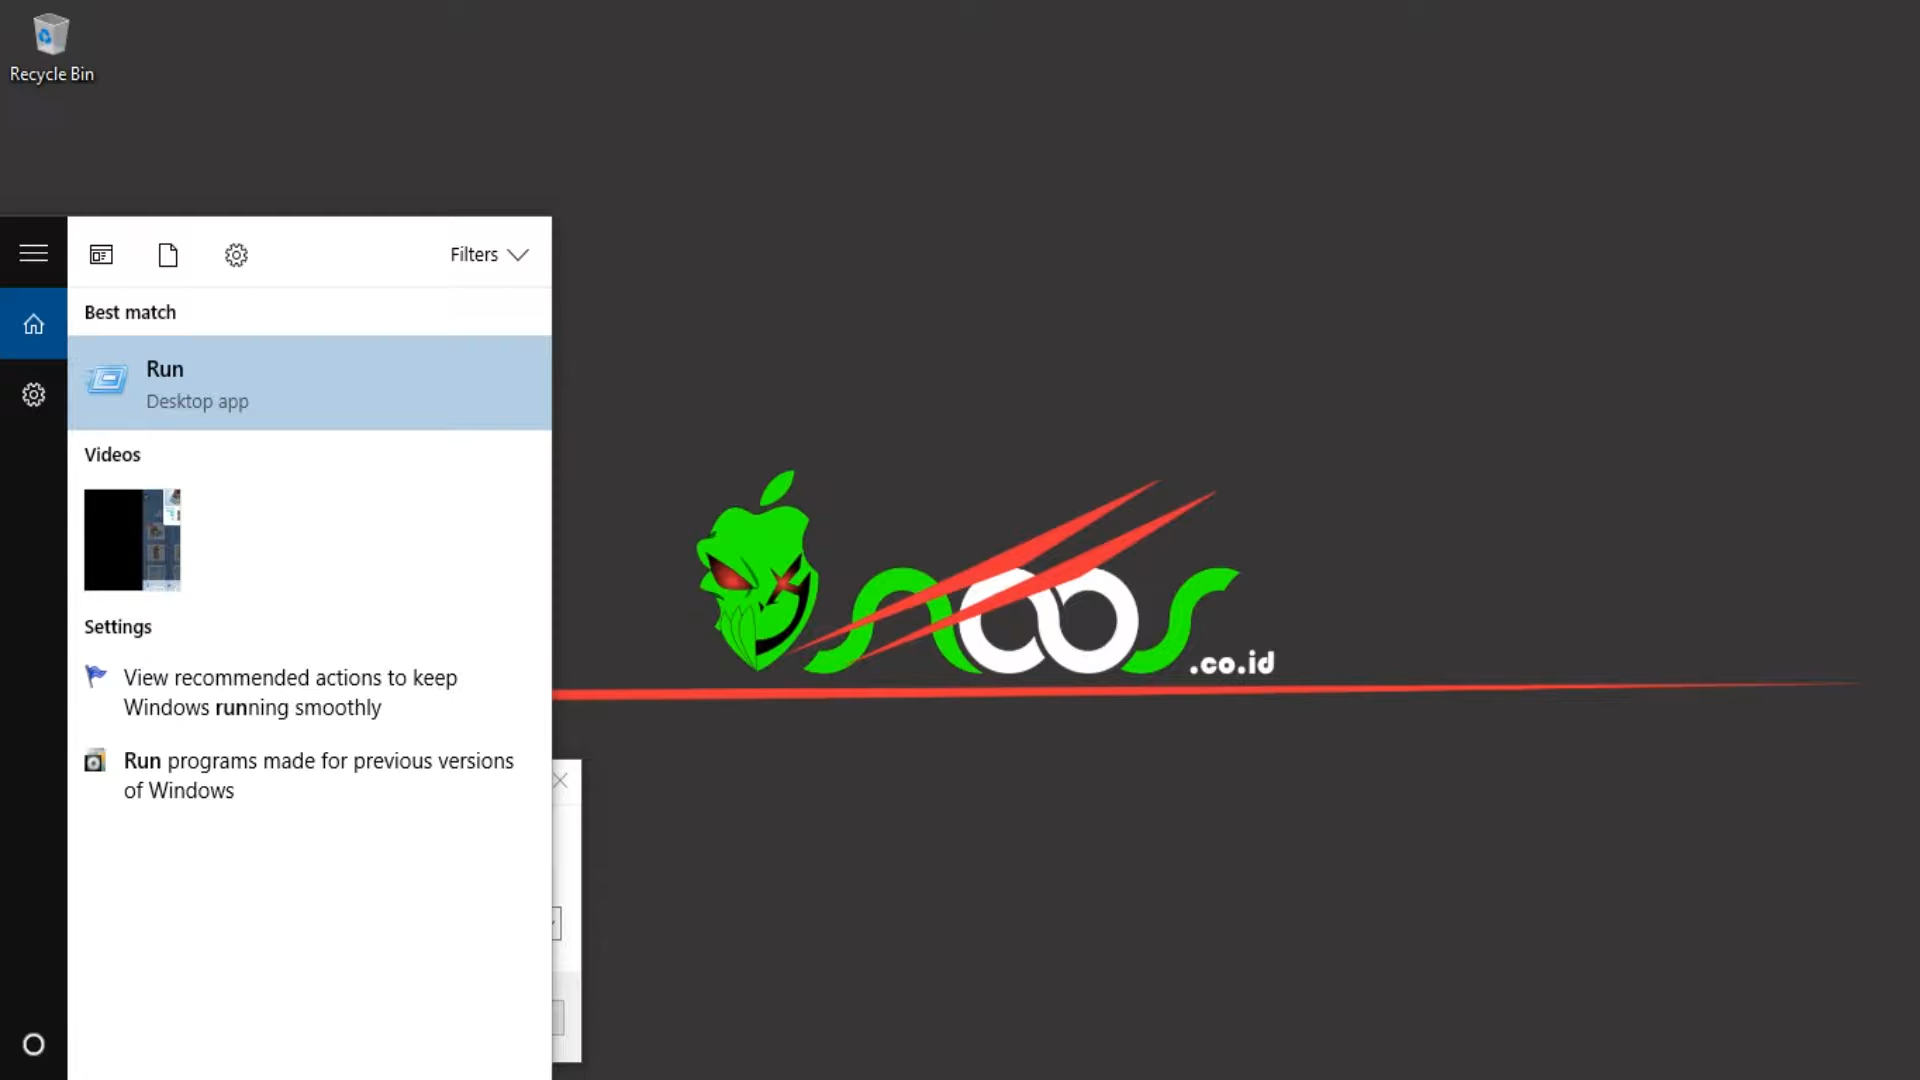 Recycle Bin
Filters
Best match
Run
Desktop app
Videos
Settings
View recommended actions to keep
Windows running smoothly
Run programs made for previous versions
of Windows
noos
.co.id